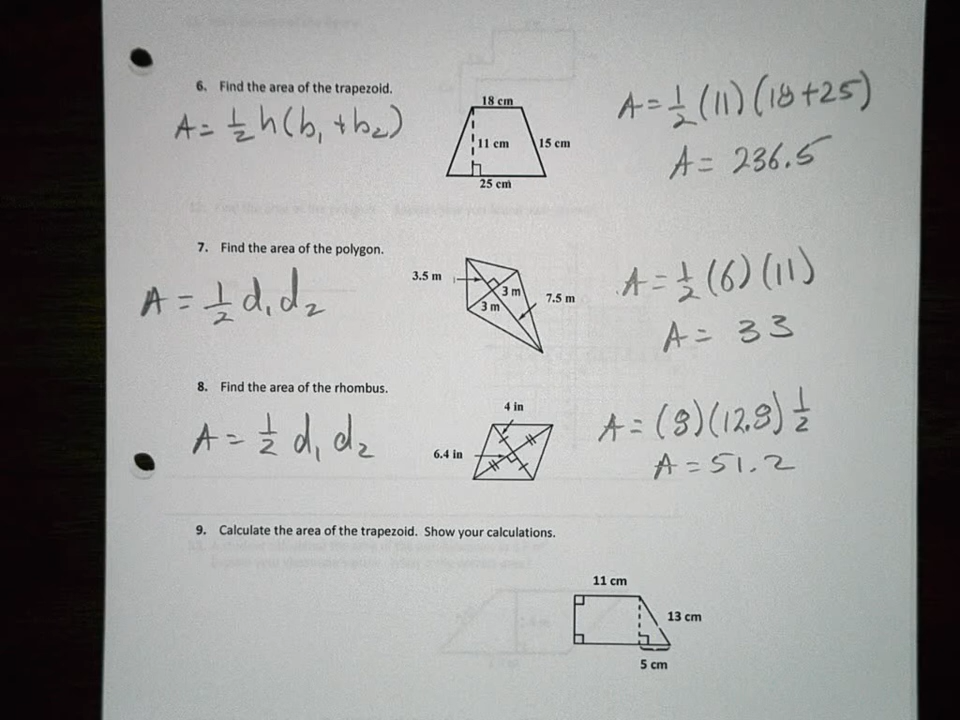 6. Find the area of the trapezoid.
A = 1/2 h(b₁ + b₂)
18 cm
11 cm
15 cm
25 cm
A = 1/2 (11)(18+25)
A = 236.5
7. Find the area of the polygon.
A = 1/2 d₁ d₂
3.5 m
3 m
3 m
7.5 m
A = 1/2 (6)(11)
A = 33
8. Find the area of the rhombus.
A = 1/2 d₁ d₂
4 in
6.4 in
A = (8)(12.8) 1/2
A = 51.2
9. Calculate the area of the trapezoid. Show your calculations.
11 cm
13 cm
5 cm